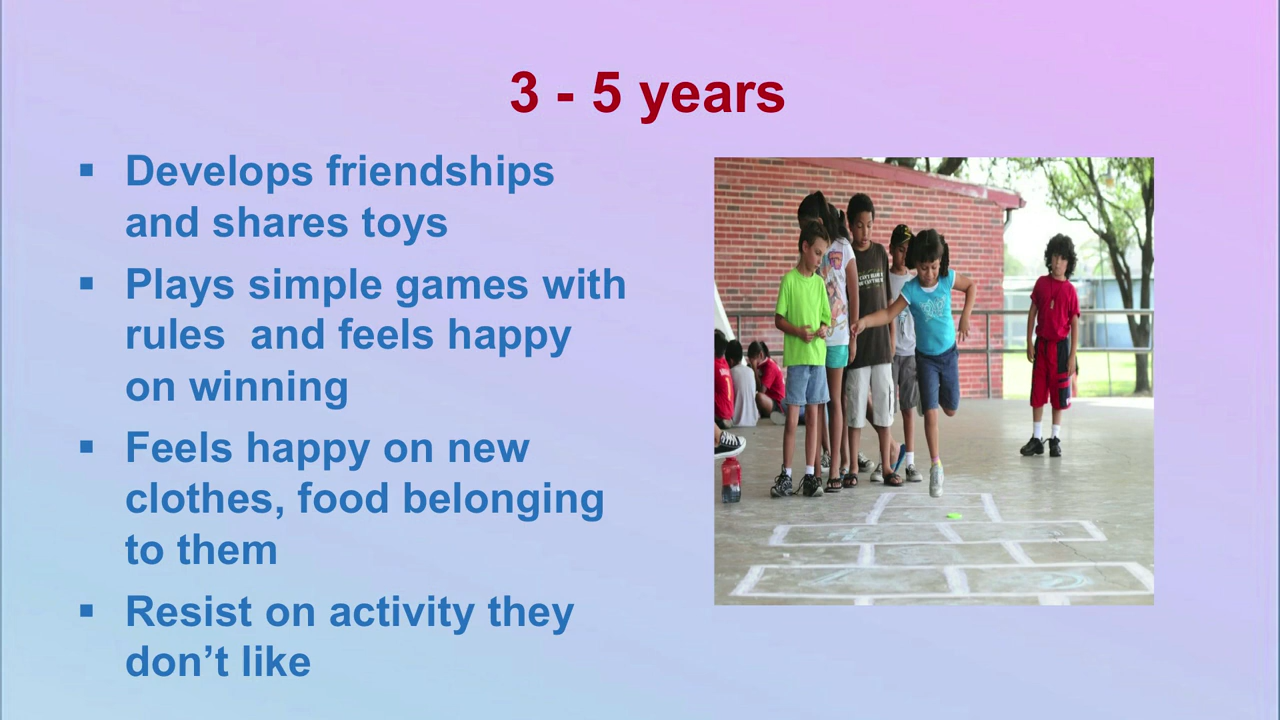 3 - 5 years
▪ Develops friendships
and shares toys
▪ Plays simple games with
rules  and feels happy
on winning
▪ Feels happy on new
clothes, food belonging
to them
▪ Resist on activity they
don’t like